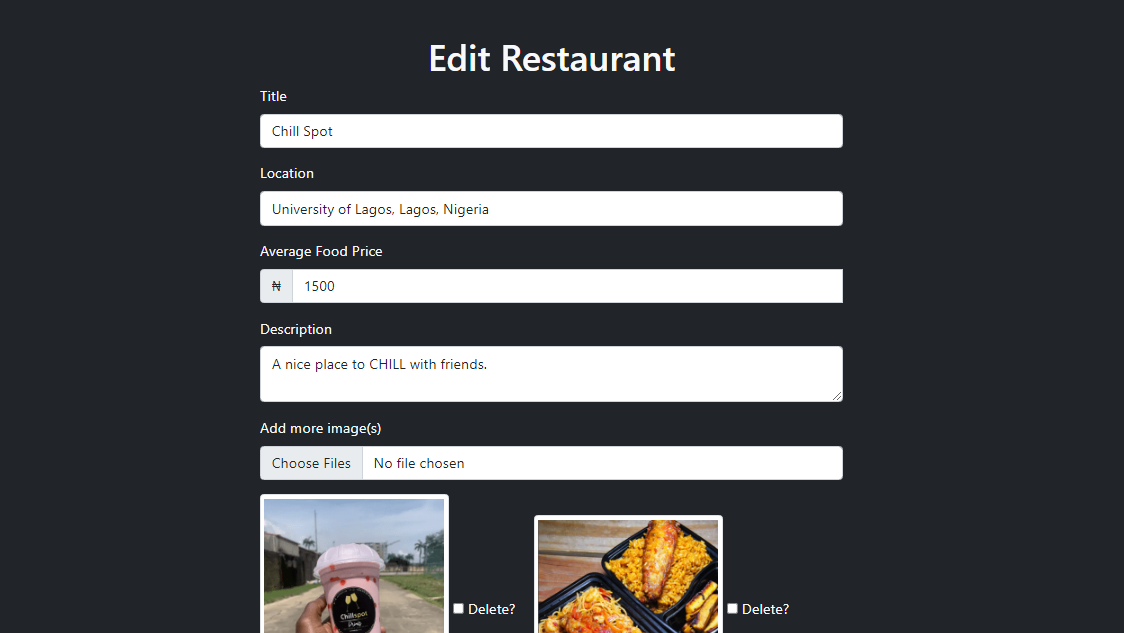 Edit Restaurant
Title
Chill Spot
Location
University of Lagos, Lagos, Nigeria
Average Food Price
₦ 1500
Description
A nice place to CHILL with friends.
Add more image(s)
Choose Files No file chosen
Chillspot
Delete? Delete?